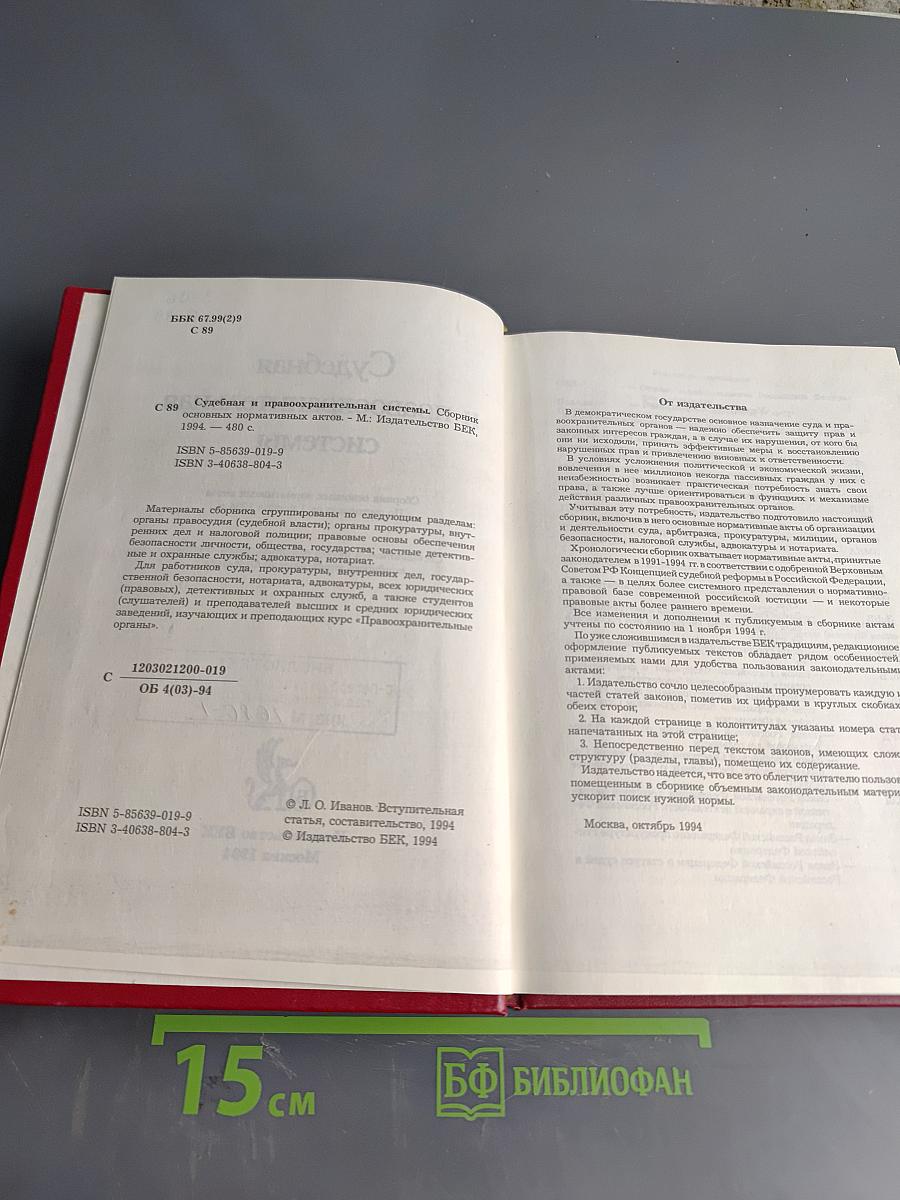 ББК 67.99(2)9
С 89
С 89
Судебная и правоохранительная системы. Сборник
основных нормативных актов. – М.: Издательство БЕК,
1994. — 480 с.
ISBN 5-85639-019-9
ISBN 3-40638-804-3
Материалы сборника сгруппированы по следующим разделам:
органы правосудия (судебной власти); органы прокуратуры, внут-
ренних дел и налоговой полиции; правовые основы обеспечения
безопасности личности, общества, государства; частные детектив-
ные и охранные службы; адвокатура, нотариат.
Для работников суда, прокуратуры, внутренних дел, государ-
ственной безопасности, нотариата, адвокатуры, всех юридических
(правовых), детективных и охранных служб, а также студентов
(слушателей) и преподавателей высших и средних юридических
заведений, изучающих и преподающих курс «Правоохранительные
органы».
С
1203021200-019
ОБ 4(03)-94
ISBN 5-85639-019-9
ISBN 3-40638-804-3
© Л. О. Иванов. Вступительная
статья, составительство, 1994
© Издательство БЕК, 1994
От издательства
В демократическом государстве основное назначение суда и пра-
воохранительных органов — надежно обеспечить защиту прав и
законных интересов граждан, а в случае их нарушения, от кого бы
они ни исходили, принять эффективные меры к восстановлению
нарушенных прав и привлечению виновных к ответственности.
В условиях усложнения политической и экономической жизни,
вовлечения в нее миллионов некогда пассивных граждан у них с
неизбежностью возникает практическая потребность знать свои
права, а также лучше ориентироваться в функциях и механизме
действия различных правоохранительных органов.
Учитывая эту потребность, издательство подготовило настоящий
сборник, включив в него основные нормативные акты об организации
и деятельности суда, арбитража, прокуратуры, милиции, органов
безопасности, налоговой службы, адвокатуры и нотариата.
Хронологически сборник охватывает нормативные акты, принятые
законодателем в 1991-1994 гг. в соответствии с одобренной Верховным
Советом РФ Концепцией судебной реформы в Российской Федерации,
а также — в целях более системного представления о нормативно-
правовой базе современной российской юстиции — и некоторые
правовые акты более раннего времени.
Все изменения и дополнения к публикуемым в сборнике актам
учтены по состоянию на 1 ноября 1994 г.
По уже сложившимся в издательстве БЕК традициям, редакционное
оформление публикуемых текстов обладает рядом особенностей,
применяемых нами для удобства пользования законодательными
актами:
1. Издательство сочло целесообразным пронумеровать каждую и
частей статей законов, пометив их цифрами в круглых скобках
обеих сторон;
2. На каждой странице в колонтитулах указаны номера стат
напечатанных на этой странице;
3. Непосредственно перед текстом законов, имеющих слож
структуру (разделы, главы), помещено их содержание.
Издательство надеется, что все это облегчит читателю пользов
помещенным в сборнике объемным законодательным матери
ускорит поиск нужной нормы.
Москва, октябрь 1994
15 см
БФ БИБЛИОФАН